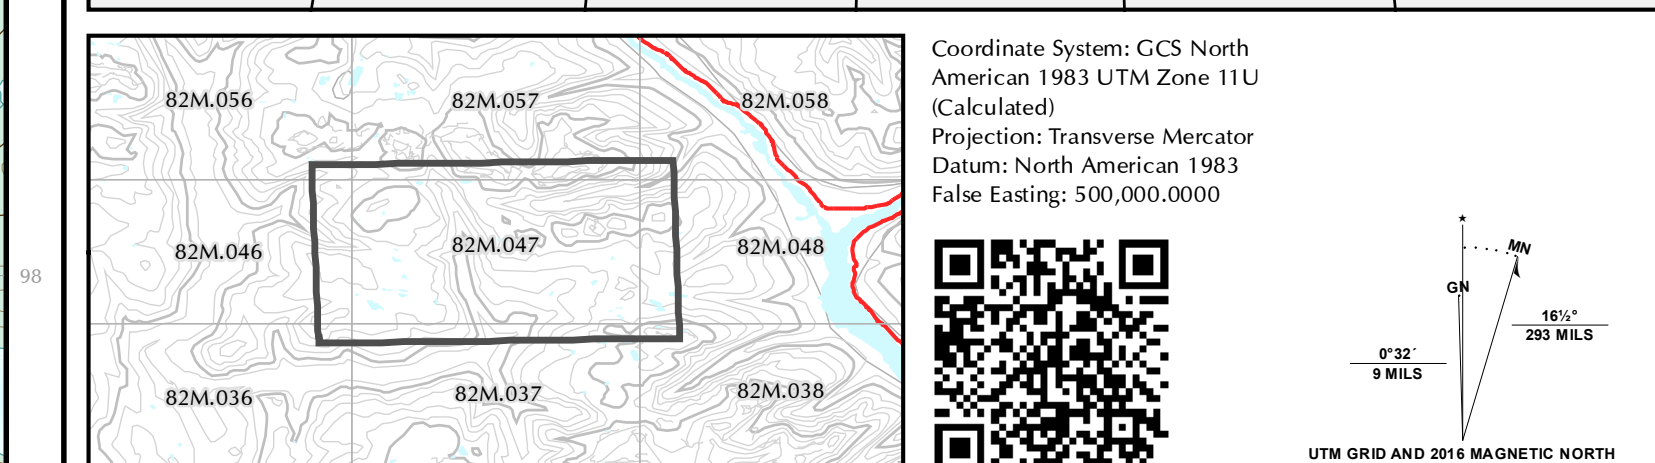 82M.056
82M.057
82M.058
82M.046
82M.047
82M.048
82M.036
82M.037
82M.038
98
Coordinate System: GCS North
American 1983 UTM Zone 11U
(Calculated)
Projection: Transverse Mercator
Datum: North American 1983
False Easting: 500,000.0000
MN
GN
16½°
293 MILS
0°32´
9 MILS
UTM GRID AND 2016 MAGNETIC NORTH